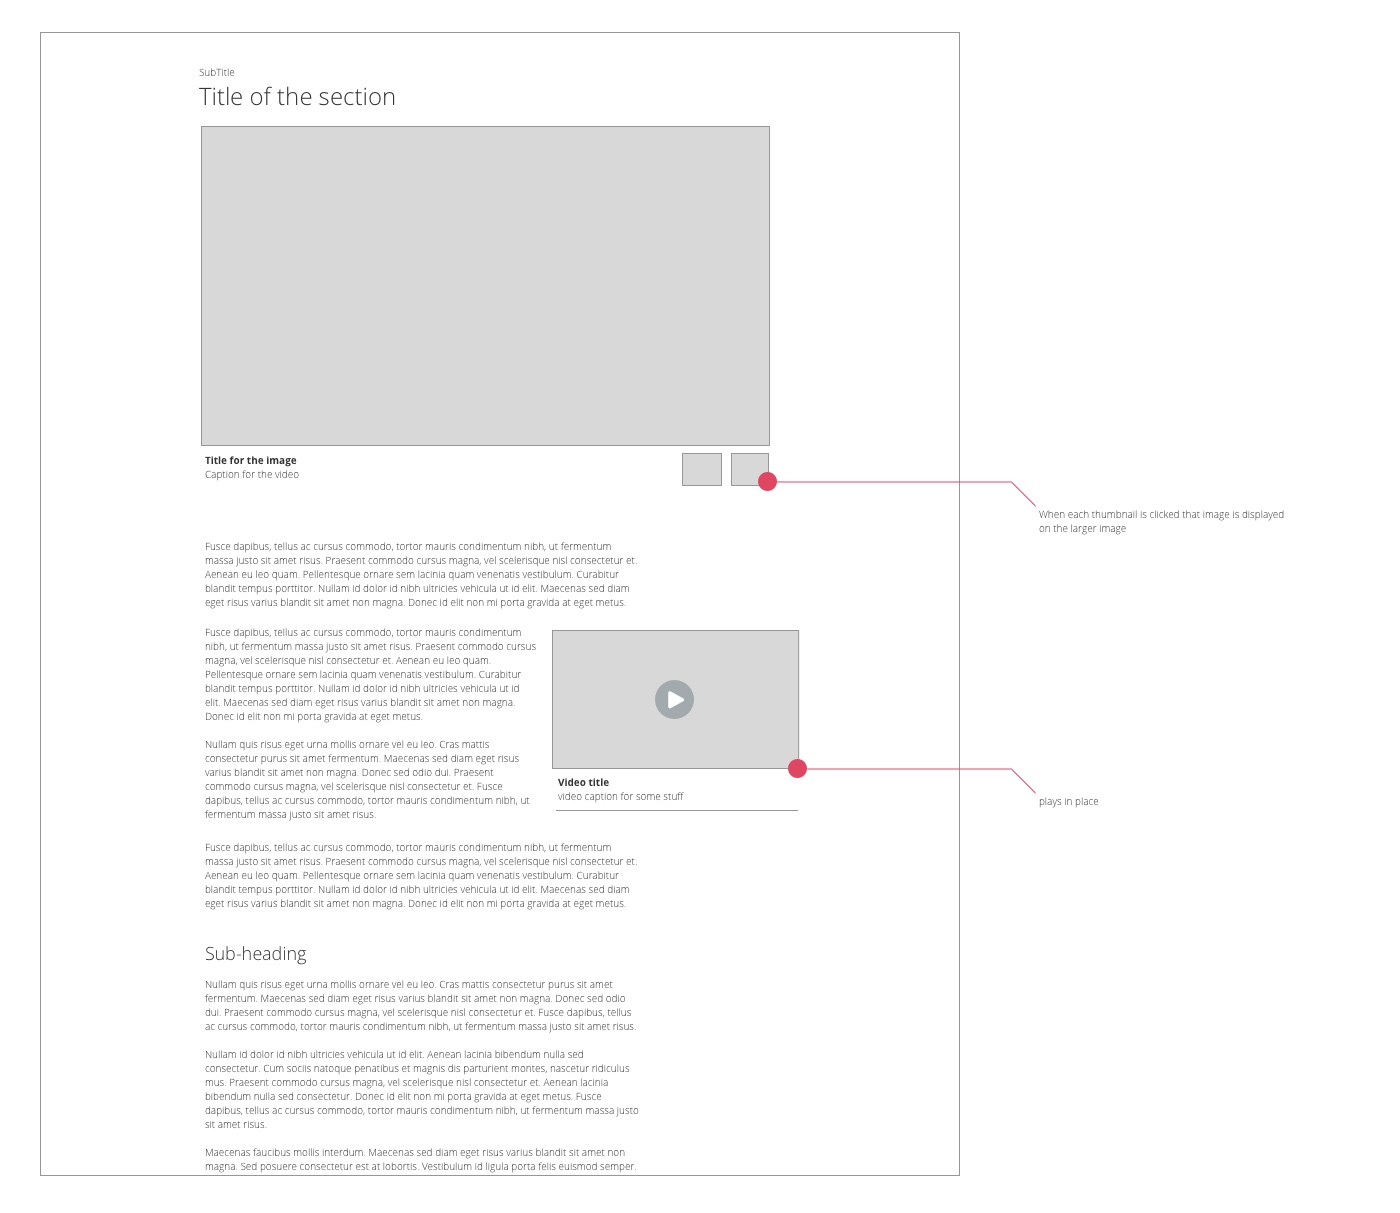 SubTitle
Title of the section
Title for the image
Caption for the video
When each thumbnail is clicked that image is displayed
on the larger image
Fusce dapibus, tellus ac cursus commodo, tortor mauris condimentum nibh, ut fermentum
massa justo sit amet risus. Praesent commodo cursus magna, vel scelerisque nisl consectetur et.
Aenean eu leo quam. Pellentesque ornare sem lacinia quam venenatis vestibulum. Curabitur
blandit tempus porttitor. Nullam id dolor id nibh ultricies vehicula ut id elit. Maecenas sed diam
eget risus varius blandit sit amet non magna. Donec id elit non mi porta gravida at eget metus.
Fusce dapibus, tellus ac cursus commodo, tortor mauris condimentum
nibh, ut fermentum massa justo sit amet risus. Praesent commodo cursus
magna, vel scelerisque nisl consectetur et. Aenean eu leo quam.
Pellentesque ornare sem lacinia quam venenatis vestibulum. Curabitur
blandit tempus porttitor. Nullam id dolor id nibh ultricies vehicula ut id
elit. Maecenas sed diam eget risus varius blandit sit amet non magna.
Donec id elit non mi porta gravida at eget metus.
Nullam quis risus eget urna mollis ornare vel eu leo. Cras mattis
consectetur purus sit amet fermentum. Maecenas sed diam eget risus
varius blandit sit amet non magna. Donec sed odio dui. Praesent
commodo cursus magna, vel scelerisque nisl consectetur et. Fusce
dapibus, tellus ac cursus commodo, tortor mauris condimentum nibh, ut
fermentum massa justo sit amet risus.
Video title
video caption for some stuff
plays in place
Fusce dapibus, tellus ac cursus commodo, tortor mauris condimentum nibh, ut fermentum
massa justo sit amet risus. Praesent commodo cursus magna, vel scelerisque nisl consectetur et.
Aenean eu leo quam. Pellentesque ornare sem lacinia quam venenatis vestibulum. Curabitur
blandit tempus porttitor. Nullam id dolor id nibh ultricies vehicula ut id elit. Maecenas sed diam
eget risus varius blandit sit amet non magna. Donec id elit non mi porta gravida at eget metus.
Sub-heading
Nullam quis risus eget urna mollis ornare vel eu leo. Cras mattis consectetur purus sit amet
fermentum. Maecenas sed diam eget risus varius blandit sit amet non magna. Donec sed odio
dui. Praesent commodo cursus magna, vel scelerisque nisl consectetur et. Fusce dapibus, tellus
ac cursus commodo, tortor mauris condimentum nibh, ut fermentum massa justo sit amet risus.
Nullam id dolor id nibh ultricies vehicula ut id elit. Aenean lacinia bibendum nulla sed
consectetur. Cum sociis natoque penatibus et magnis dis parturient montes, nascetur ridiculus
mus. Praesent commodo cursus magna, vel scelerisque nisl consectetur et. Aenean lacinia
bibendum nulla sed consectetur. Donec id elit non mi porta gravida at eget metus. Fusce
dapibus, tellus ac cursus commodo, tortor mauris condimentum nibh, ut fermentum massa justo
sit amet risus.
Maecenas faucibus mollis interdum. Maecenas sed diam eget risus varius blandit sit amet non
magna. Sed posuere consectetur est at lobortis. Vestibulum id ligula porta felis euismod semper.